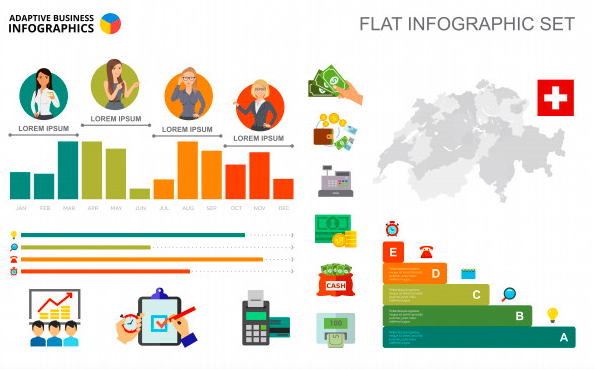 ADAPTIVE BUSINESS
INFOGRAPHICS
FLAT INFOGRAPHIC SET
LOREM IPSUM
LOREM IPSUM
LOREM IPSUM
LOREM IPSUM
JAN FEB MAR APR MAY JUN JUL AUG SEP OCT NOV DEC
CASH
100
E
D
C
B
A